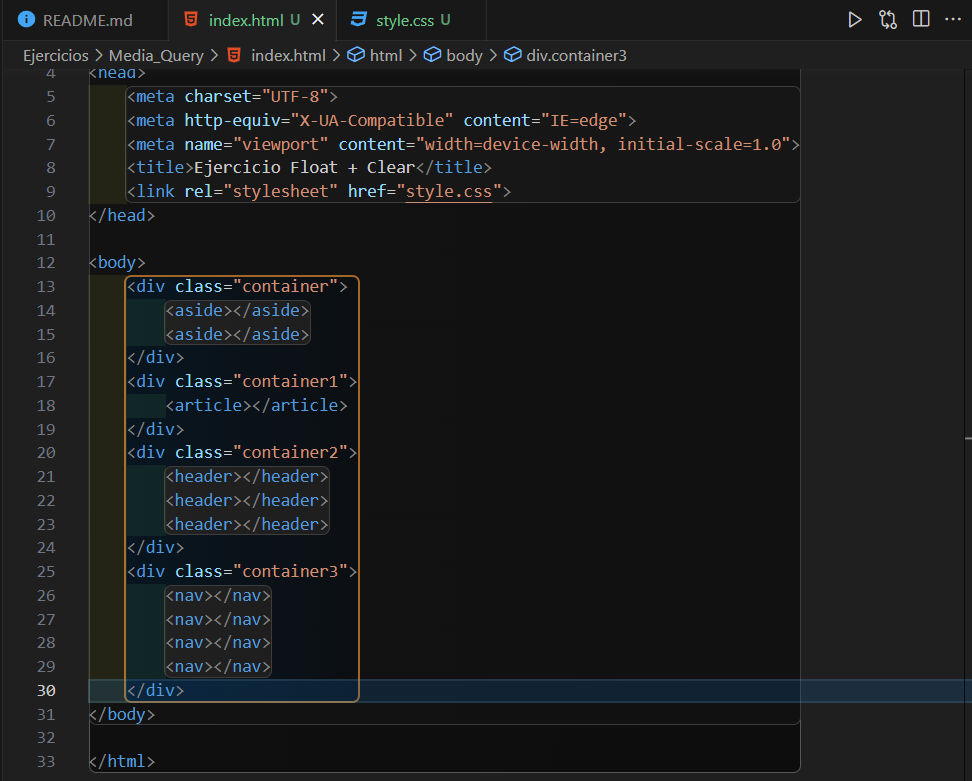 README.md index.html U style.css U
Ejercicios > Media_Query > index.html > html > body > div.container3
4 <head>
5 <meta charset="UTF-8">
6 <meta http-equiv="X-UA-Compatible" content="IE=edge">
7 <meta name="viewport" content="width=device-width, initial-scale=1.0">
8 <title>Ejercicio Float + Clear</title>
9 <link rel="stylesheet" href="style.css">
10 </head>
11
12 <body>
13 <div class="container">
14 <aside></aside>
15 <aside></aside>
16 </div>
17 <div class="container1">
18 <article></article>
19 </div>
20 <div class="container2">
21 <header></header>
22 <header></header>
23 <header></header>
24 </div>
25 <div class="container3">
26 <nav></nav>
27 <nav></nav>
28 <nav></nav>
29 <nav></nav>
30 </div>
31 </body>
32
33 </html>